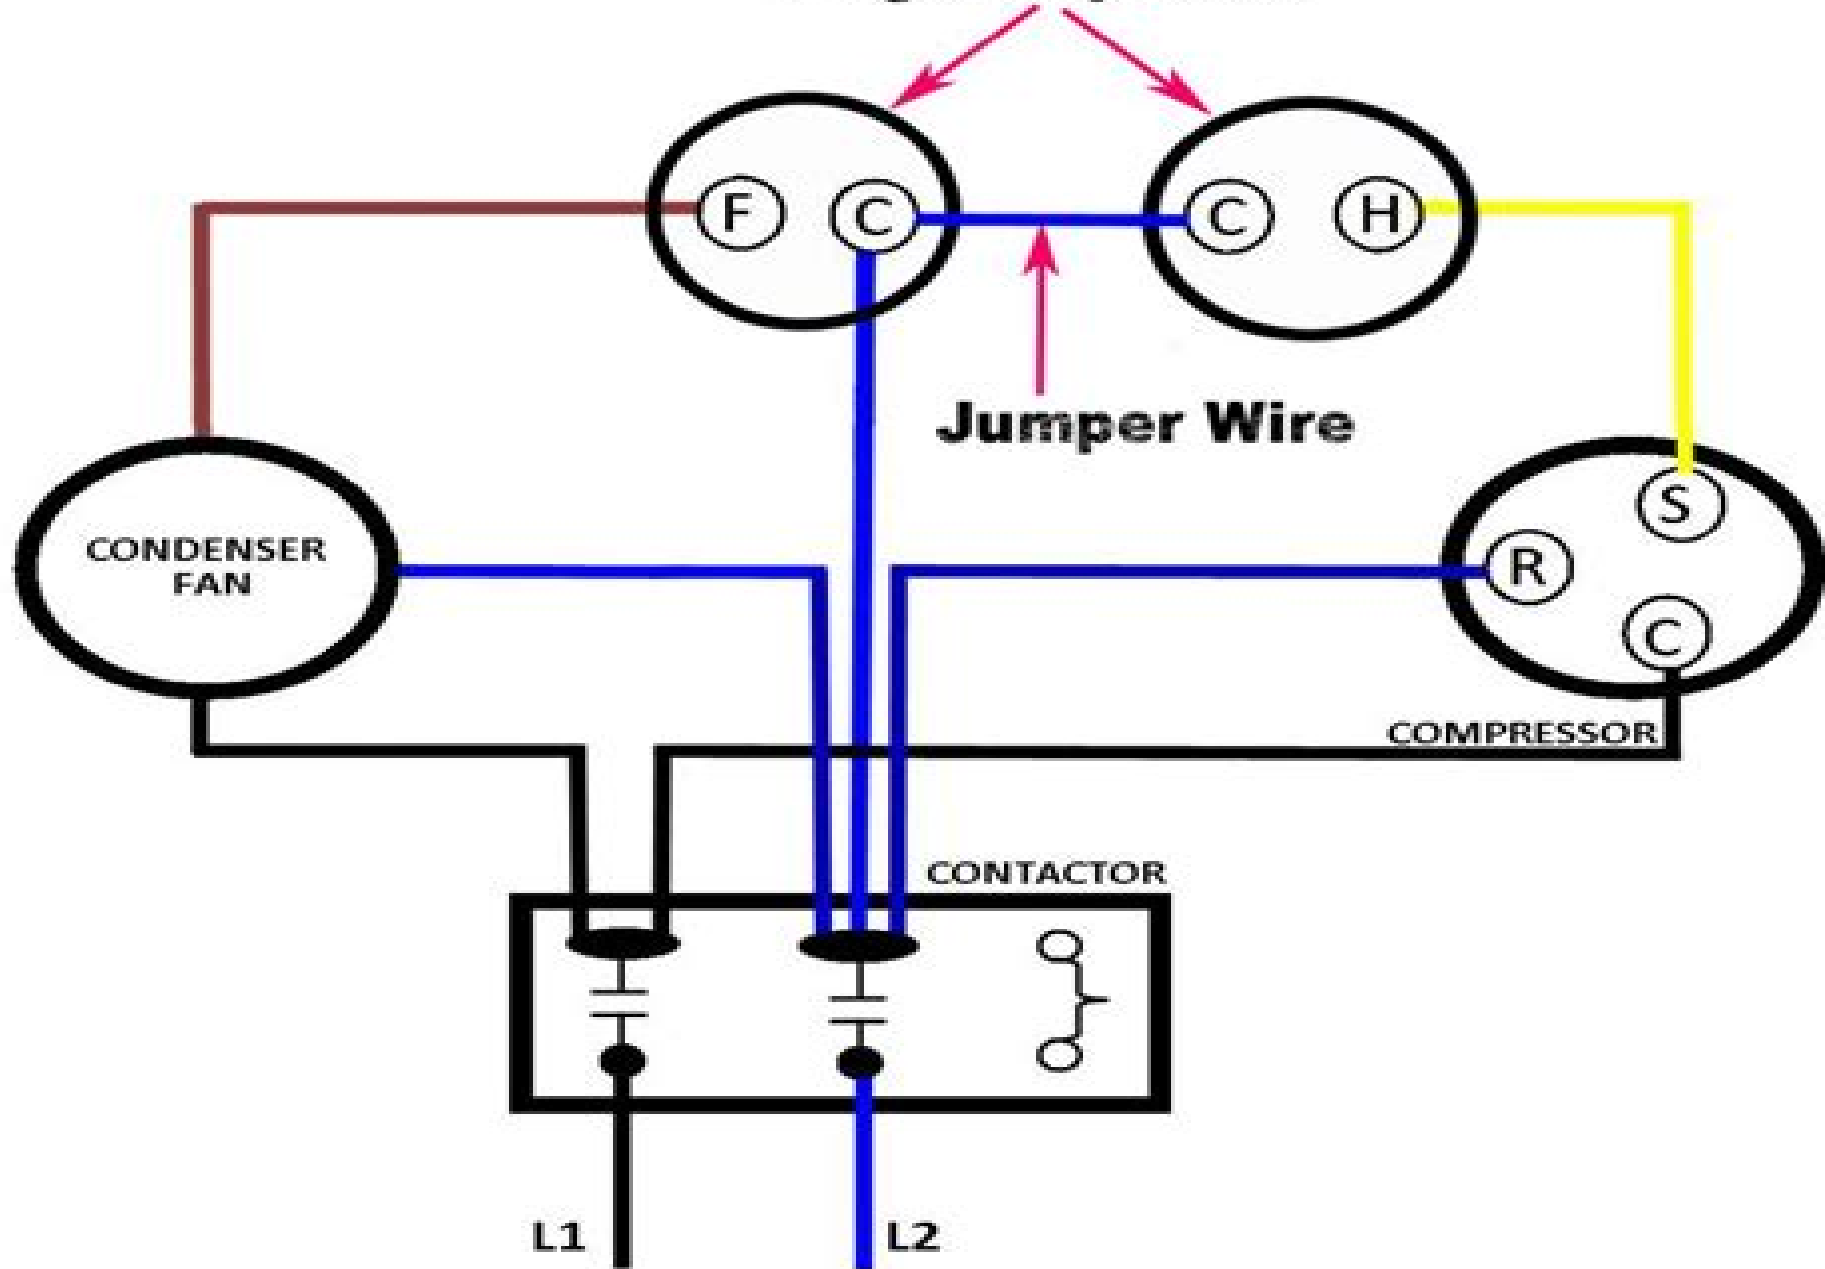 F C C H
Jumper Wire
CONDENSER
FAN
S
R
C
COMPRESSOR
CONTACTOR
L1 L2